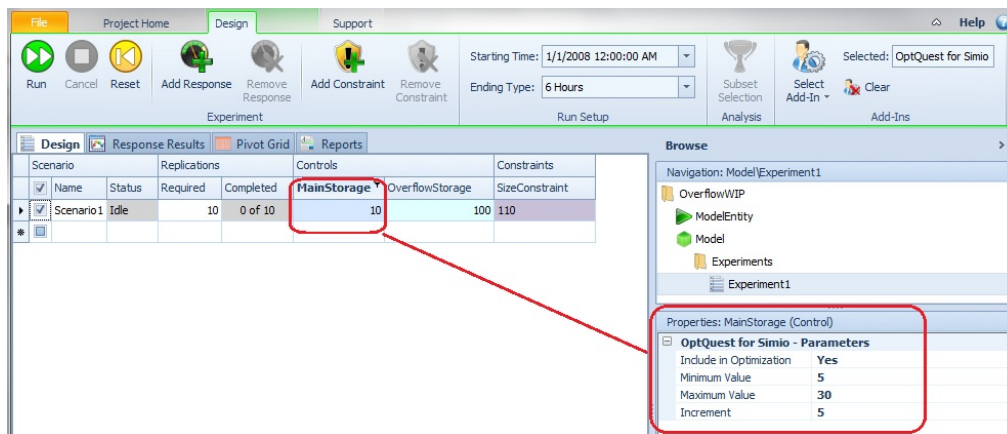 File Project Home Design Support Help
Run Cancel Reset Add Response Remove Response Add Constraint Remove Constraint
Experiment
Starting Time: 1/1/2008 12:00:00 AM
Ending Type: 6 Hours
Run Setup
Subset Selection
Analysis
Select Add-In
Selected: OptQuest for Simio
Clear
Add-Ins
Design Response Results Pivot Grid Reports
Scenario Replications Controls Constraints
Name Status Required Completed MainStorage OverflowStorage SizeConstraint
Scenario1 Idle 10 0 of 10 10 100 110
Browse
Navigation: Model\Experiment1
OverflowWIP
ModelEntity
Model
Experiments
Experiment1
Properties: MainStorage (Control)
OptQuest for Simio - Parameters
Include in Optimization Yes
Minimum Value 5
Maximum Value 30
Increment 5